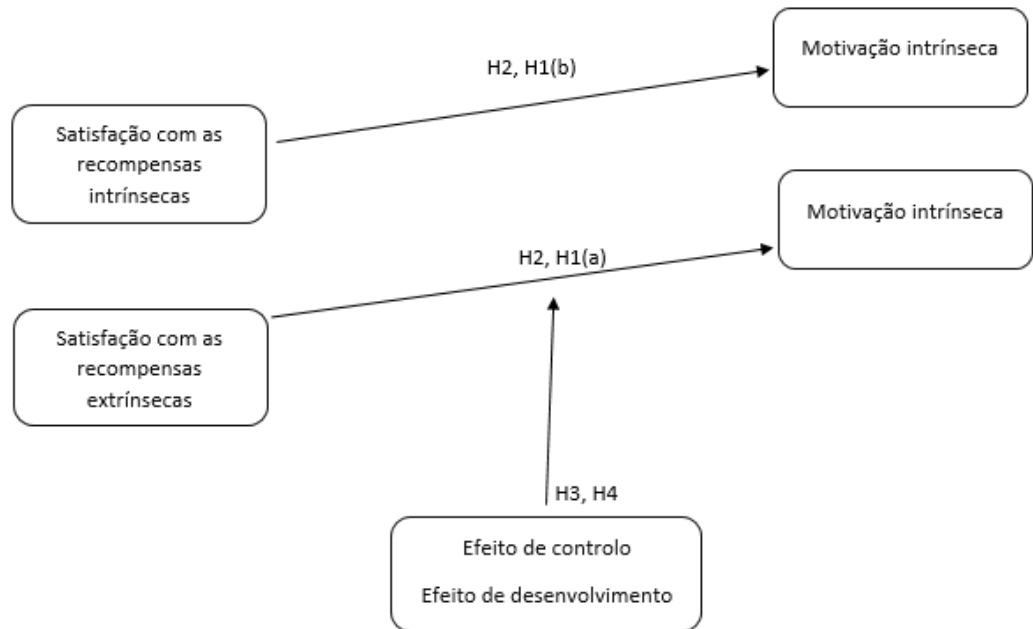 Motivação intrínseca
H2, H1(b)
Satisfação com as
recompensas
intrínsecas
Motivação intrínseca
H2, H1(a)
Satisfação com as
recompensas
extrínsecas
H3, H4
Efeito de controlo
Efeito de desenvolvimento